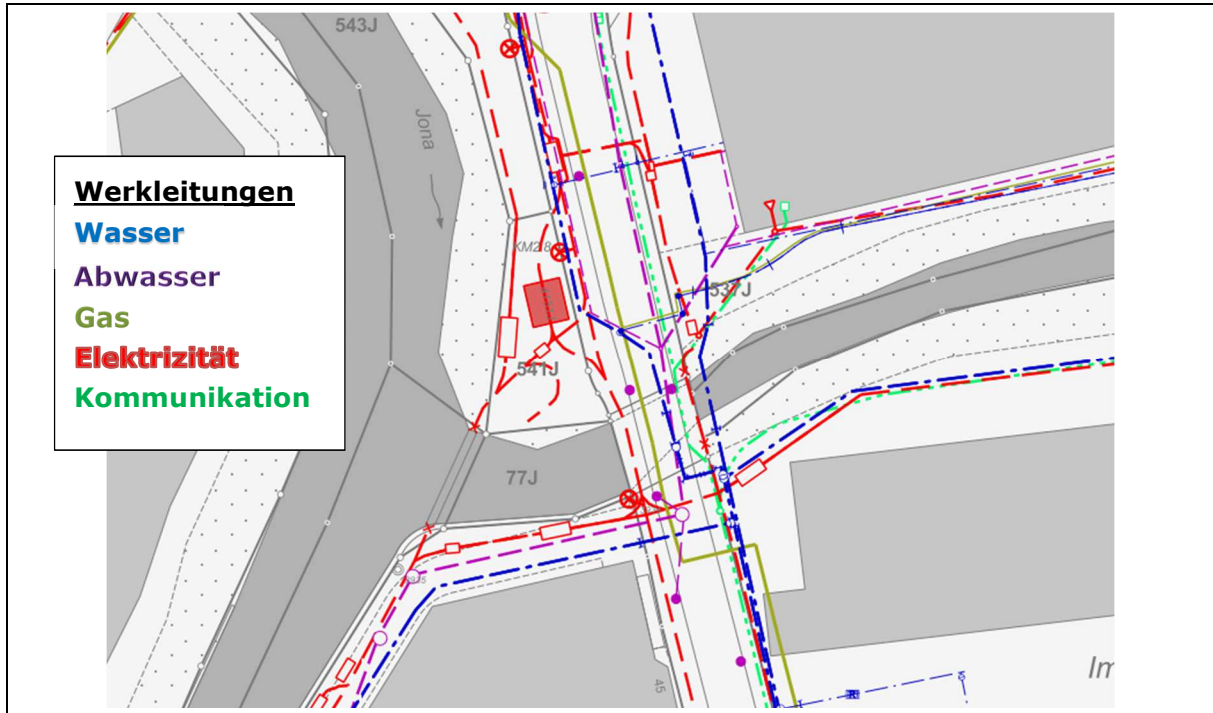 543J
Jona
Werkleitungen
Wasser
Abwasser
Gas
Elektrizität
Kommunikation
KM2.8
537J
541J
77J
45
Im